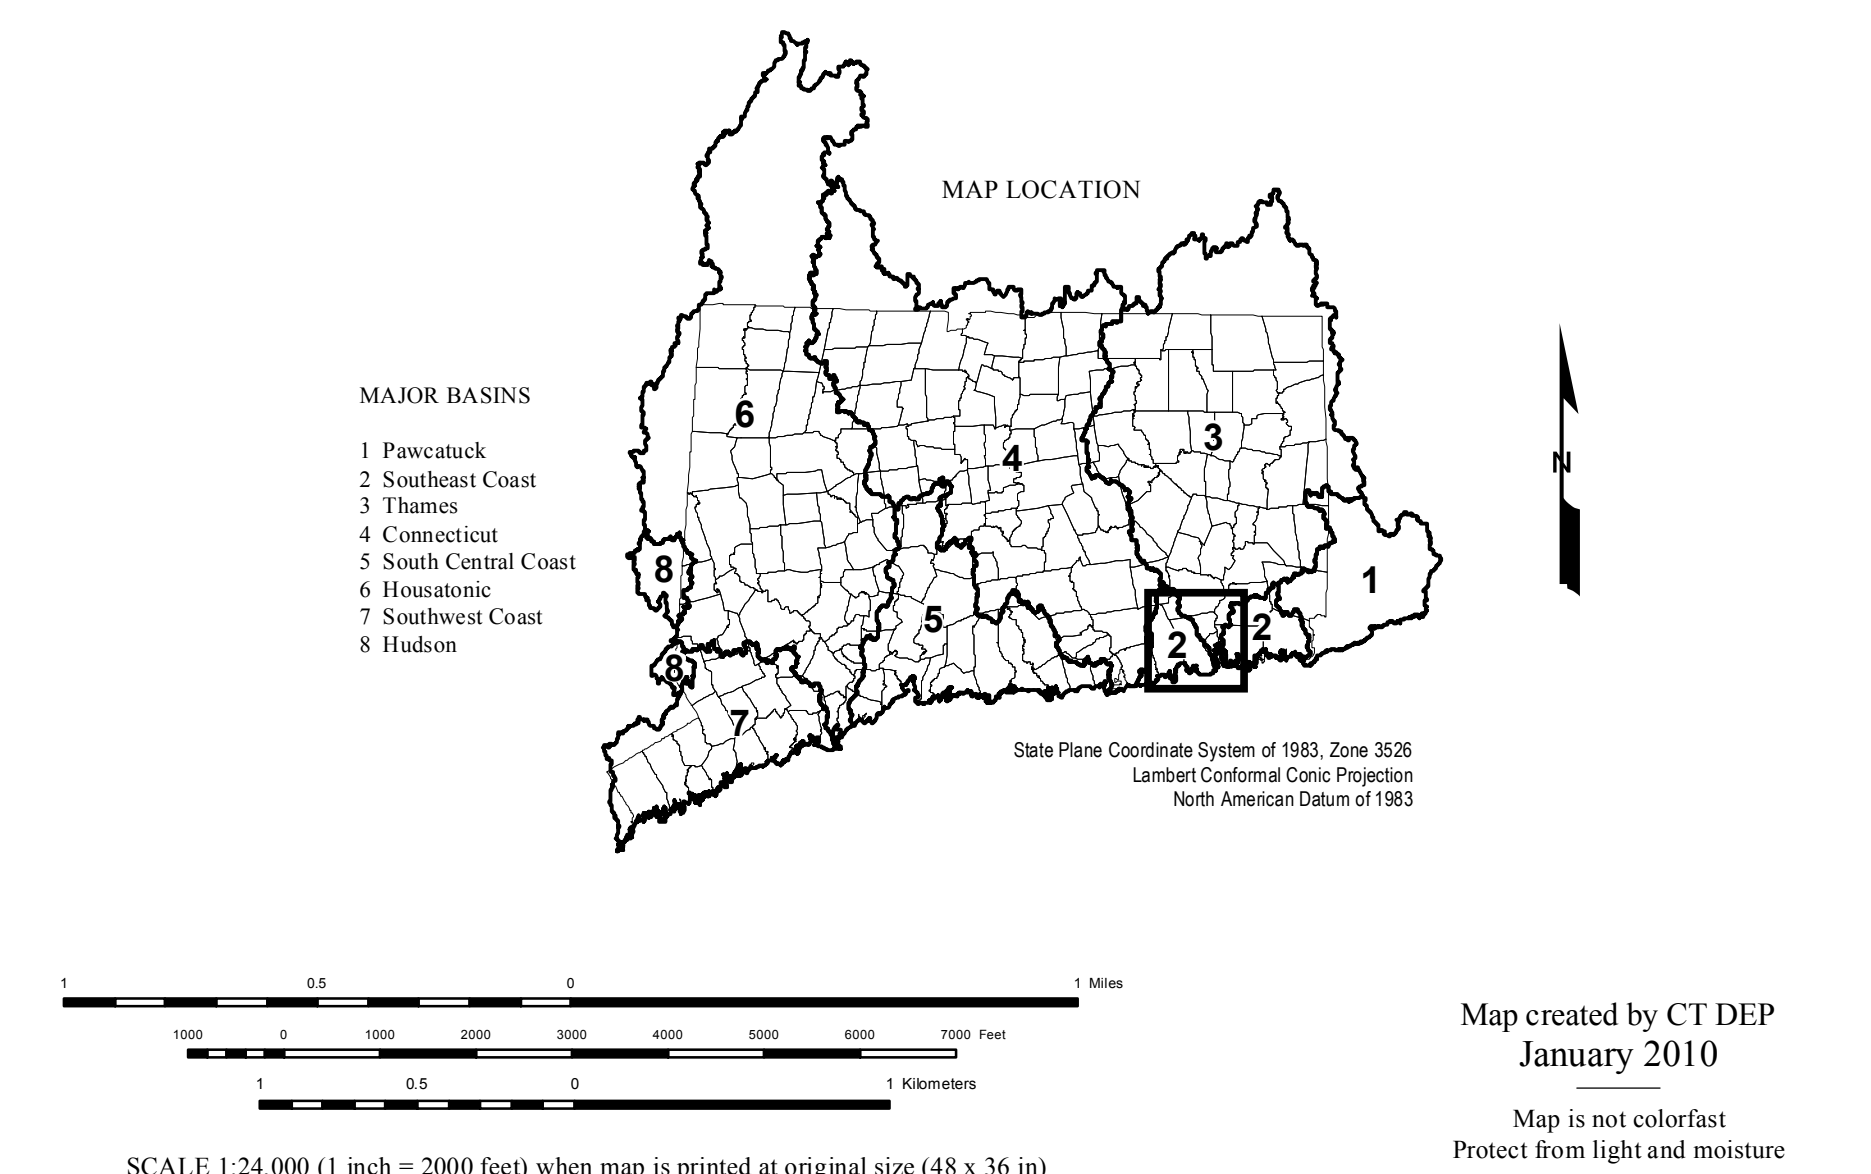 MAP LOCATION
MAJOR BASINS
1 Pawcatuck
2 Southeast Coast
3 Thames
4 Connecticut
5 South Central Coast
6 Housatonic
7 Southwest Coast
8 Hudson
6
4
3
8
5
2
2
1
8
7
N
State Plane Coordinate System of 1983, Zone 3526
Lambert Conformal Conic Projection
North American Datum of 1983
1 0.5 0 1 Miles
1000 0 1000 2000 3000 4000 5000 6000 7000 Feet
1 0.5 0 1 Kilometers
SCALE 1:24,000 (1 inch = 2000 feet) when map is printed at original size (48 x 36 in)
Map created by CT DEP
January 2010
Map is not colorfast
Protect from light and moisture